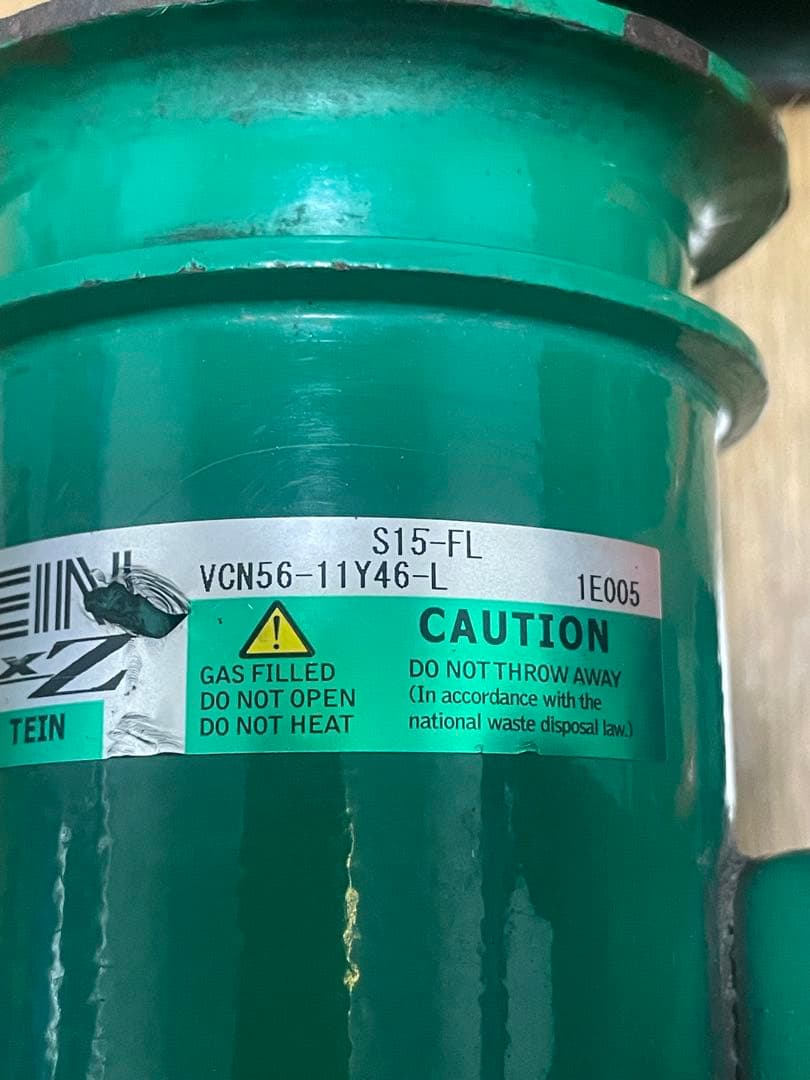 S15-FL
VCN56-11Y46-L
1E005
TEIN
GAS FILLED
DO NOT OPEN
DO NOT HEAT
CAUTION
DO NOT THROW AWAY
(In accordance with the
national waste disposal law.)